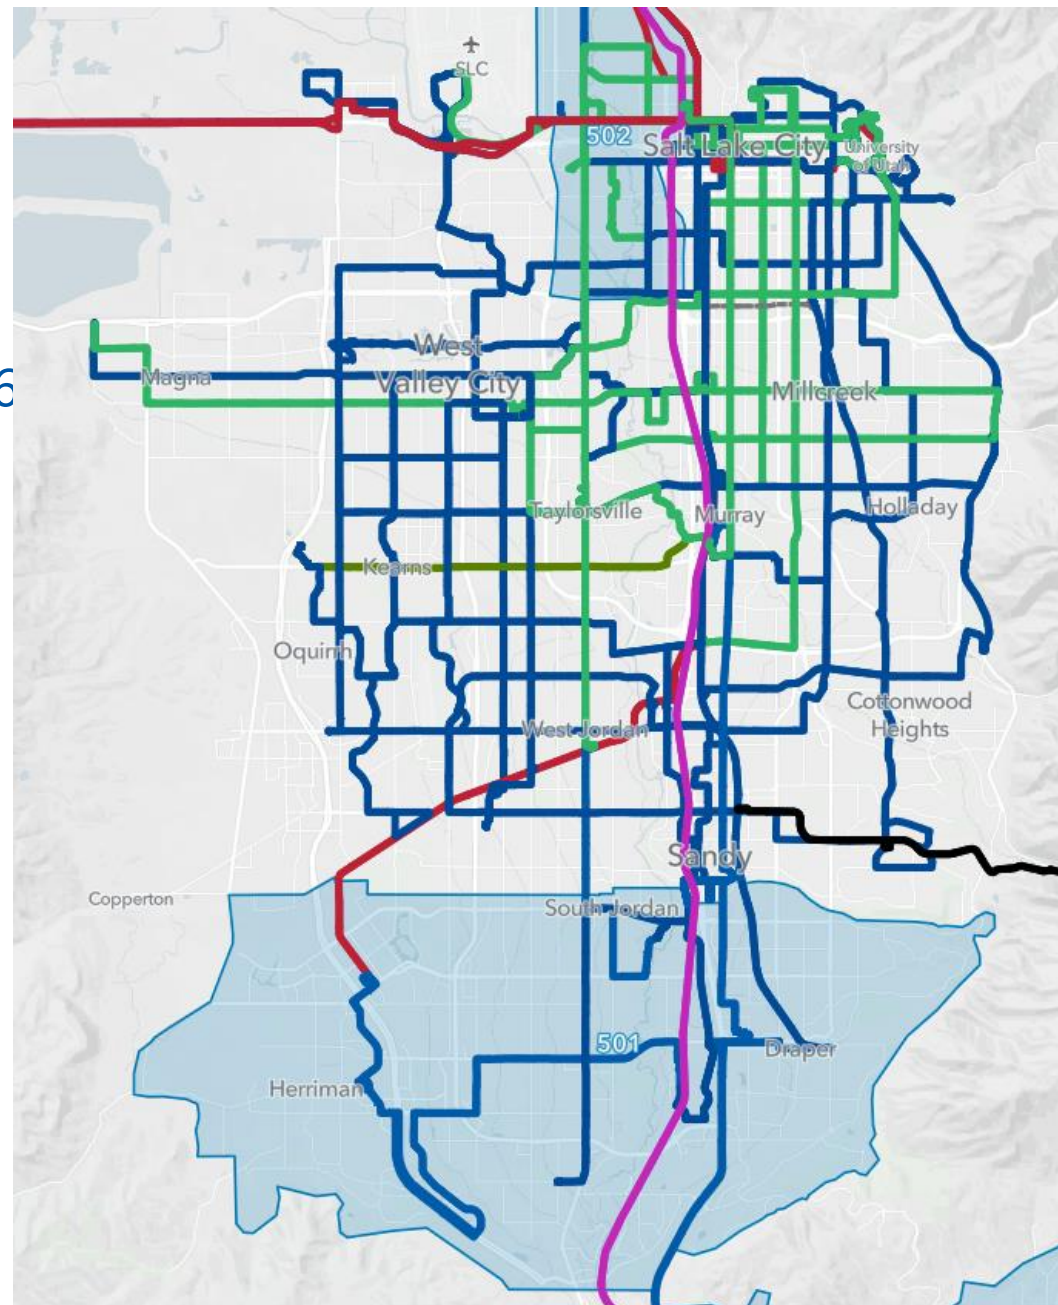 SLC
502
Salt Lake City
University
of Utah
West
Valley City
Magna
6
Millcreek
Taylorsville
Murray
Holladay
Kearns
Oquirrh
Cottonwood
Heights
West Jordan
Sandy
Copperton
South Jordan
501
Draper
Herriman